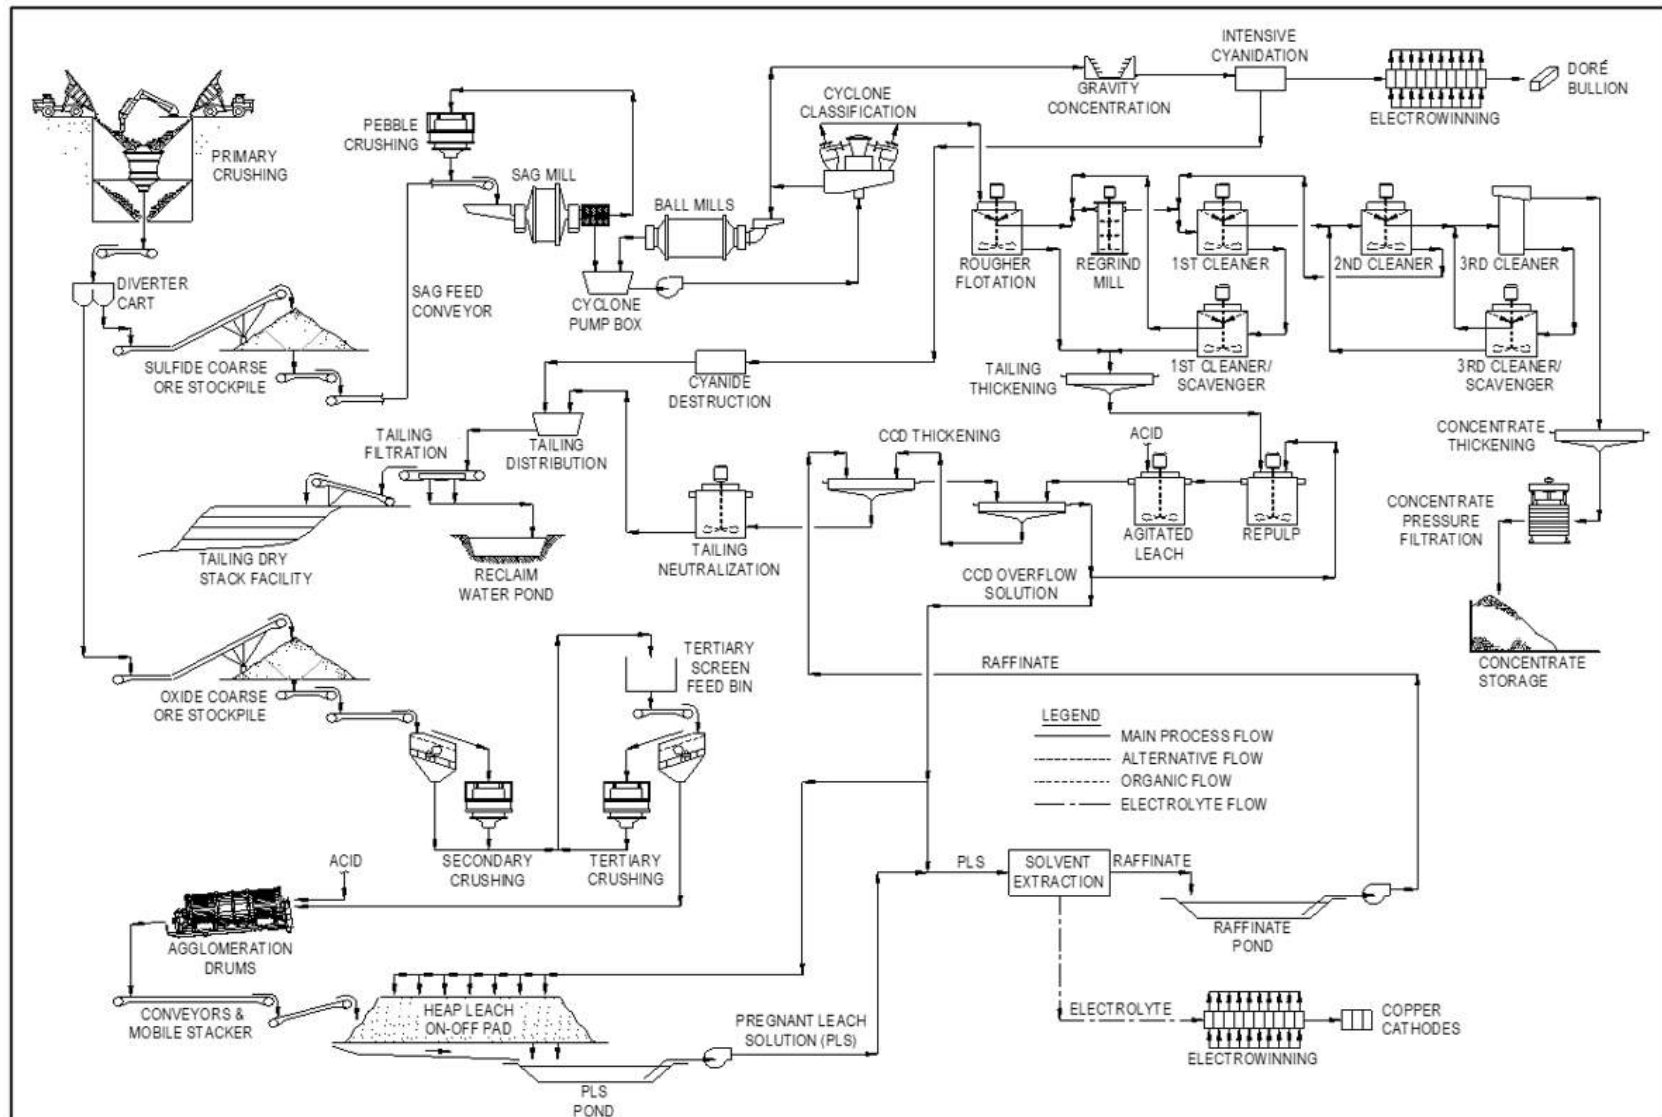 INTENSIVE
CYANIDATION
DORÉ
BULLION
GRAVITY
CONCENTRATION
ELECTROWINNING
CYCLONE
CLASSIFICATION
PEBBLE
CRUSHING
PRIMARY
CRUSHING
SAG MILL
BALL MILLS
ROUGHER
FLOTATION
REGRIND
MILL
1ST CLEANER
2ND CLEANER
3RD CLEANER
DIVERTER
CART
SAG FEED
CONVEYOR
CYCLONE
PUMP BOX
SULFIDE COARSE
ORE STOCKPILE
CYANIDE
DESTRUCTION
TAILING
THICKENING
1ST CLEANER/
SCAVENGER
3RD CLEANER/
SCAVENGER
TAILING
FILTRATION
TAILING
DISTRIBUTION
CCD THICKENING
ACID
CONCENTRATE
THICKENING
AGITATED
LEACH
REPULP
CONCENTRATE
PRESSURE
FILTRATION
TAILING DRY
STACK FACILITY
RECLAIM
WATER POND
TAILING
NEUTRALIZATION
CCD OVERFLOW
SOLUTION
OXIDE COARSE
ORE STOCKPILE
TERTIARY
SCREEN
FEED BIN
RAFFINATE
CONCENTRATE
STORAGE
LEGEND
MAIN PROCESS FLOW
ALTERNATIVE FLOW
ORGANIC FLOW
ELECTROLYTE FLOW
ACID
SECONDARY
CRUSHING
TERTIARY
CRUSHING
PLS
SOLVENT
EXTRACTION
RAFFINATE
AGGLOMERATION
DRUMS
RAFFINATE
POND
CONVEYORS &
MOBILE STACKER
HEAP LEACH
ON-OFF PAD
PREGNANT LEACH
SOLUTION (PLS)
ELECTROLYTE
COPPER
CATHODES
ELECTROWINNING
PLS
POND